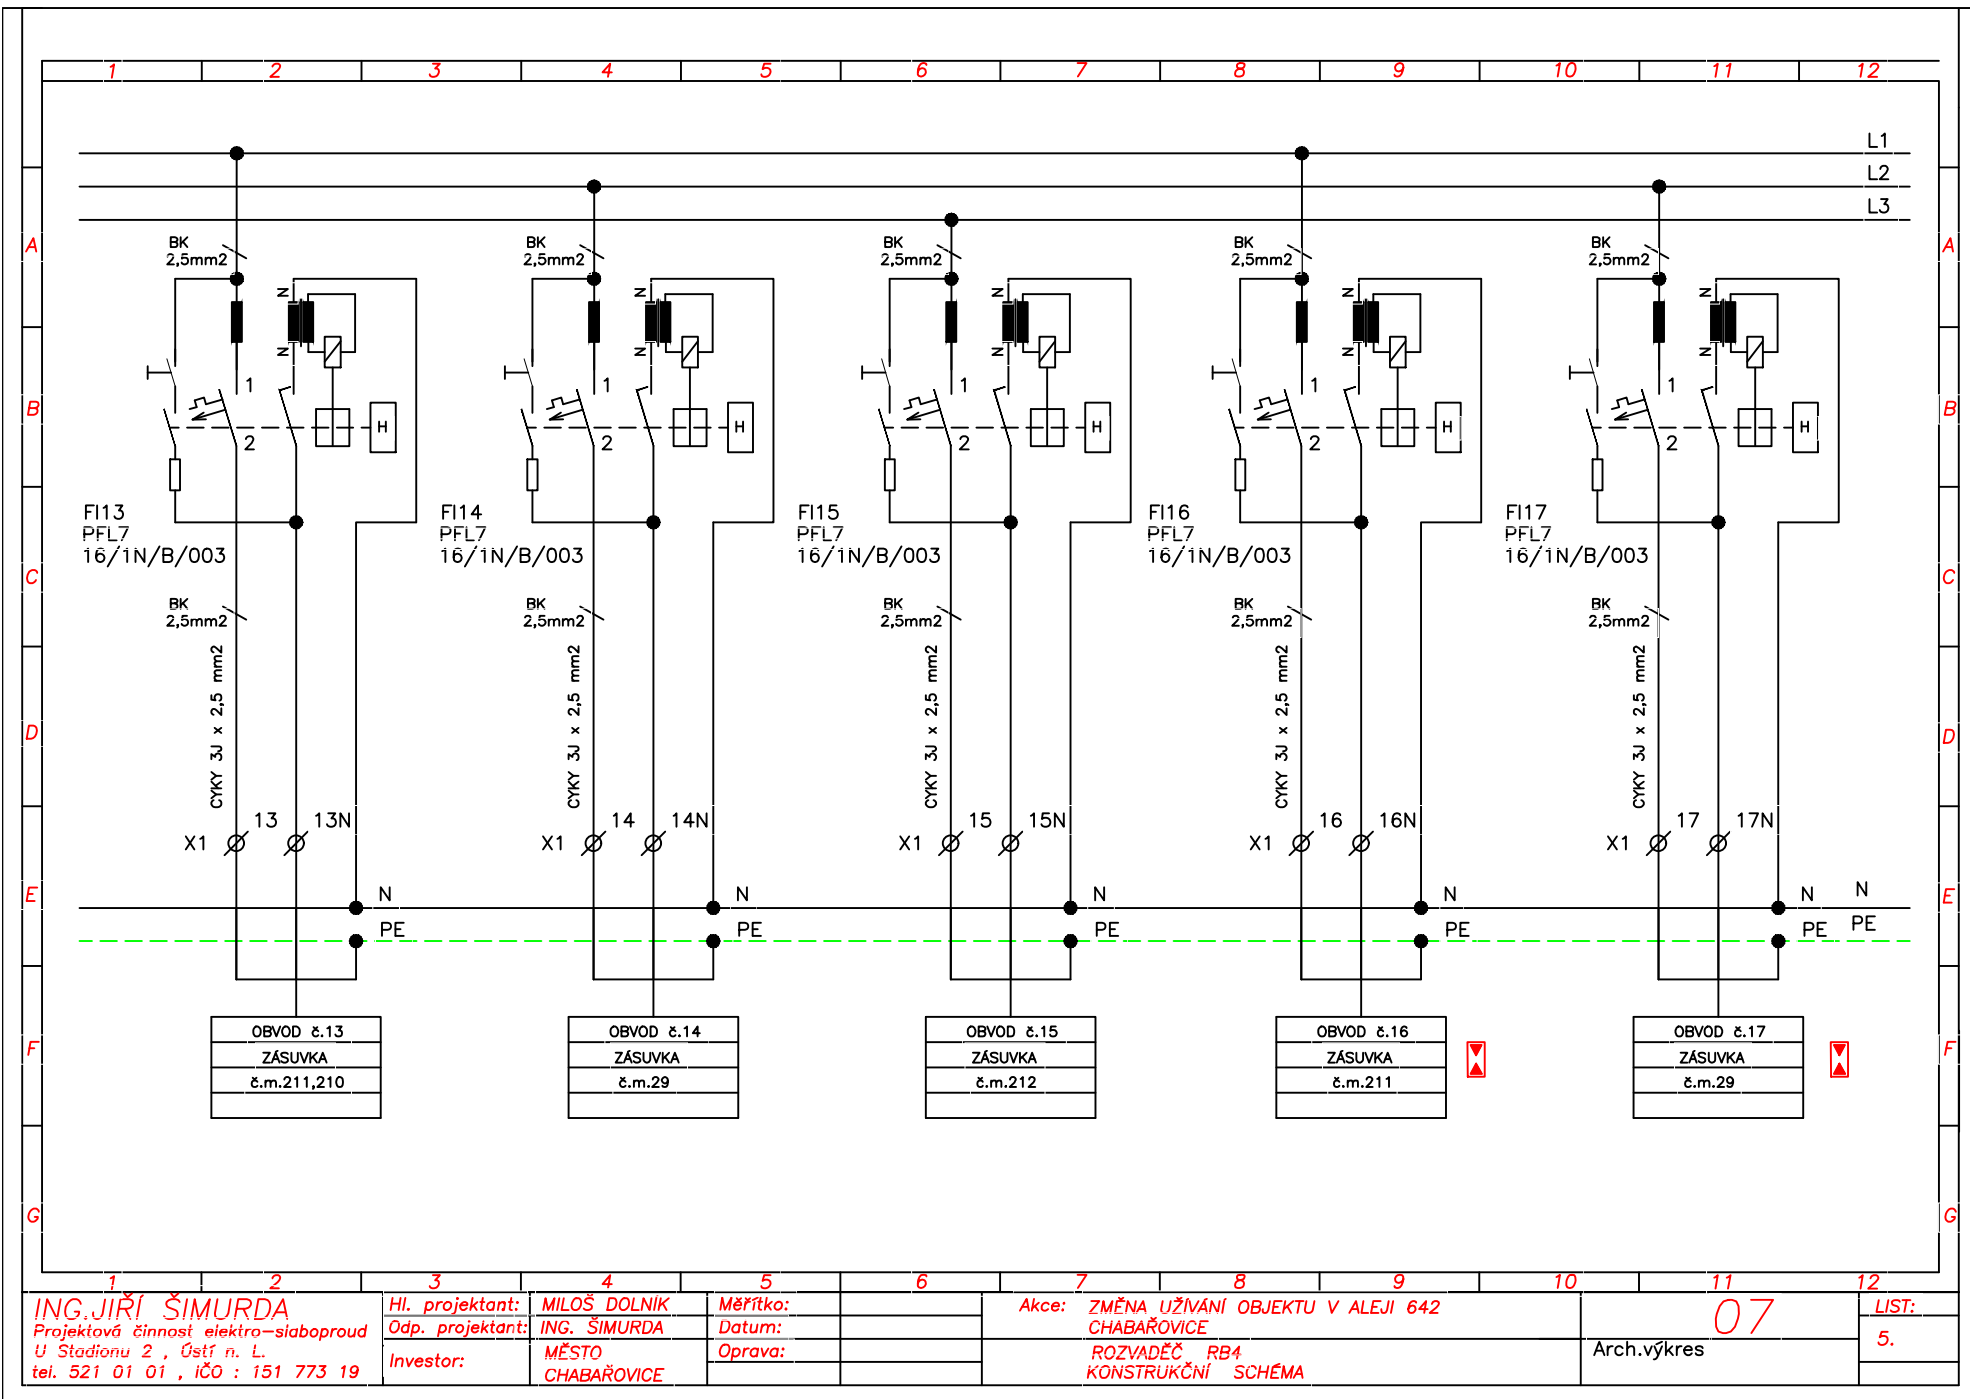 1 2 3 4 5 6 7 8 9 10 11 12
L1
L2
L3
A A
BK BK BK BK BK
2,5mm2 2,5mm2 2,5mm2 2,5mm2 2,5mm2
N N N N N
N N N N N
1 1 1 1 1
B B
H H H H H
2 2 2 2 2
FI13 FI14 FI15 FI16 FI17
PFL7 PFL7 PFL7 PFL7 PFL7
16/1N/B/003 16/1N/B/003 16/1N/B/003 16/1N/B/003 16/1N/B/003
C C
BK BK BK BK BK
2,5mm2 2,5mm2 2,5mm2 2,5mm2 2,5mm2
CYKY 3J x 2,5 mm2 CYKY 3J x 2,5 mm2 CYKY 3J x 2,5 mm2 CYKY 3J x 2,5 mm2 CYKY 3J x 2,5 mm2
D D
X1 13 13N X1 14 14N X1 15 15N X1 16 16N X1 17 17N
E E
N N N N N N
PE PE PE PE PE PE
OBVOD č.13 OBVOD č.14 OBVOD č.15 OBVOD č.16 OBVOD č.17
F F
ZÁSUVKA ZÁSUVKA ZÁSUVKA ZÁSUVKA ZÁSUVKA
č.m.211,210 č.m.29 č.m.212 č.m.211 č.m.29
G G
1 2 3 4 5 6 7 8 9 10 11 12
ING.JIŘÍ ŠIMURDA
Projektová činnost elektro-slaboproud
U Stadionu 2 , Ústí n. L.
tel. 521 01 01 , IČO : 151 773 19
Hl. projektant: MILOŠ DOLNÍK
Odp. projektant: ING. ŠIMURDA
Investor: MĚSTO
CHABAŘOVICE
Měřítko:
Datum:
Oprava:
Akce: ZMĚNA UŽÍVÁNÍ OBJEKTU V ALEJI 642
CHABAŘOVICE
ROZVADĚČ RB4
KONSTRUKČNÍ SCHÉMA
07
Arch.výkres
LIST:
5.